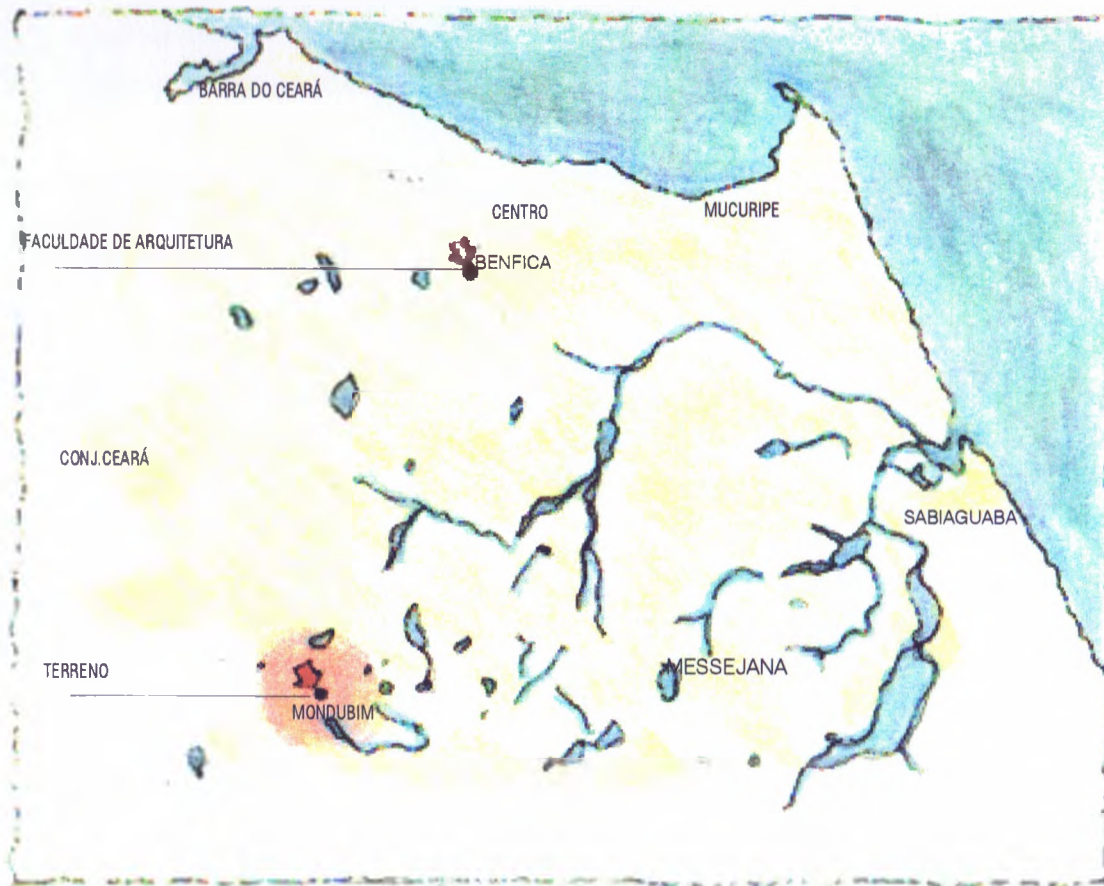 BARRA DO CEARÁ
CENTRO
MUCURIPE
FACULDADE DE ARQUITETURA
BENFICA
CONJ.CEARÁ
SABIAGUABA
TERRENO
MESSEJANA
MONDUBIM